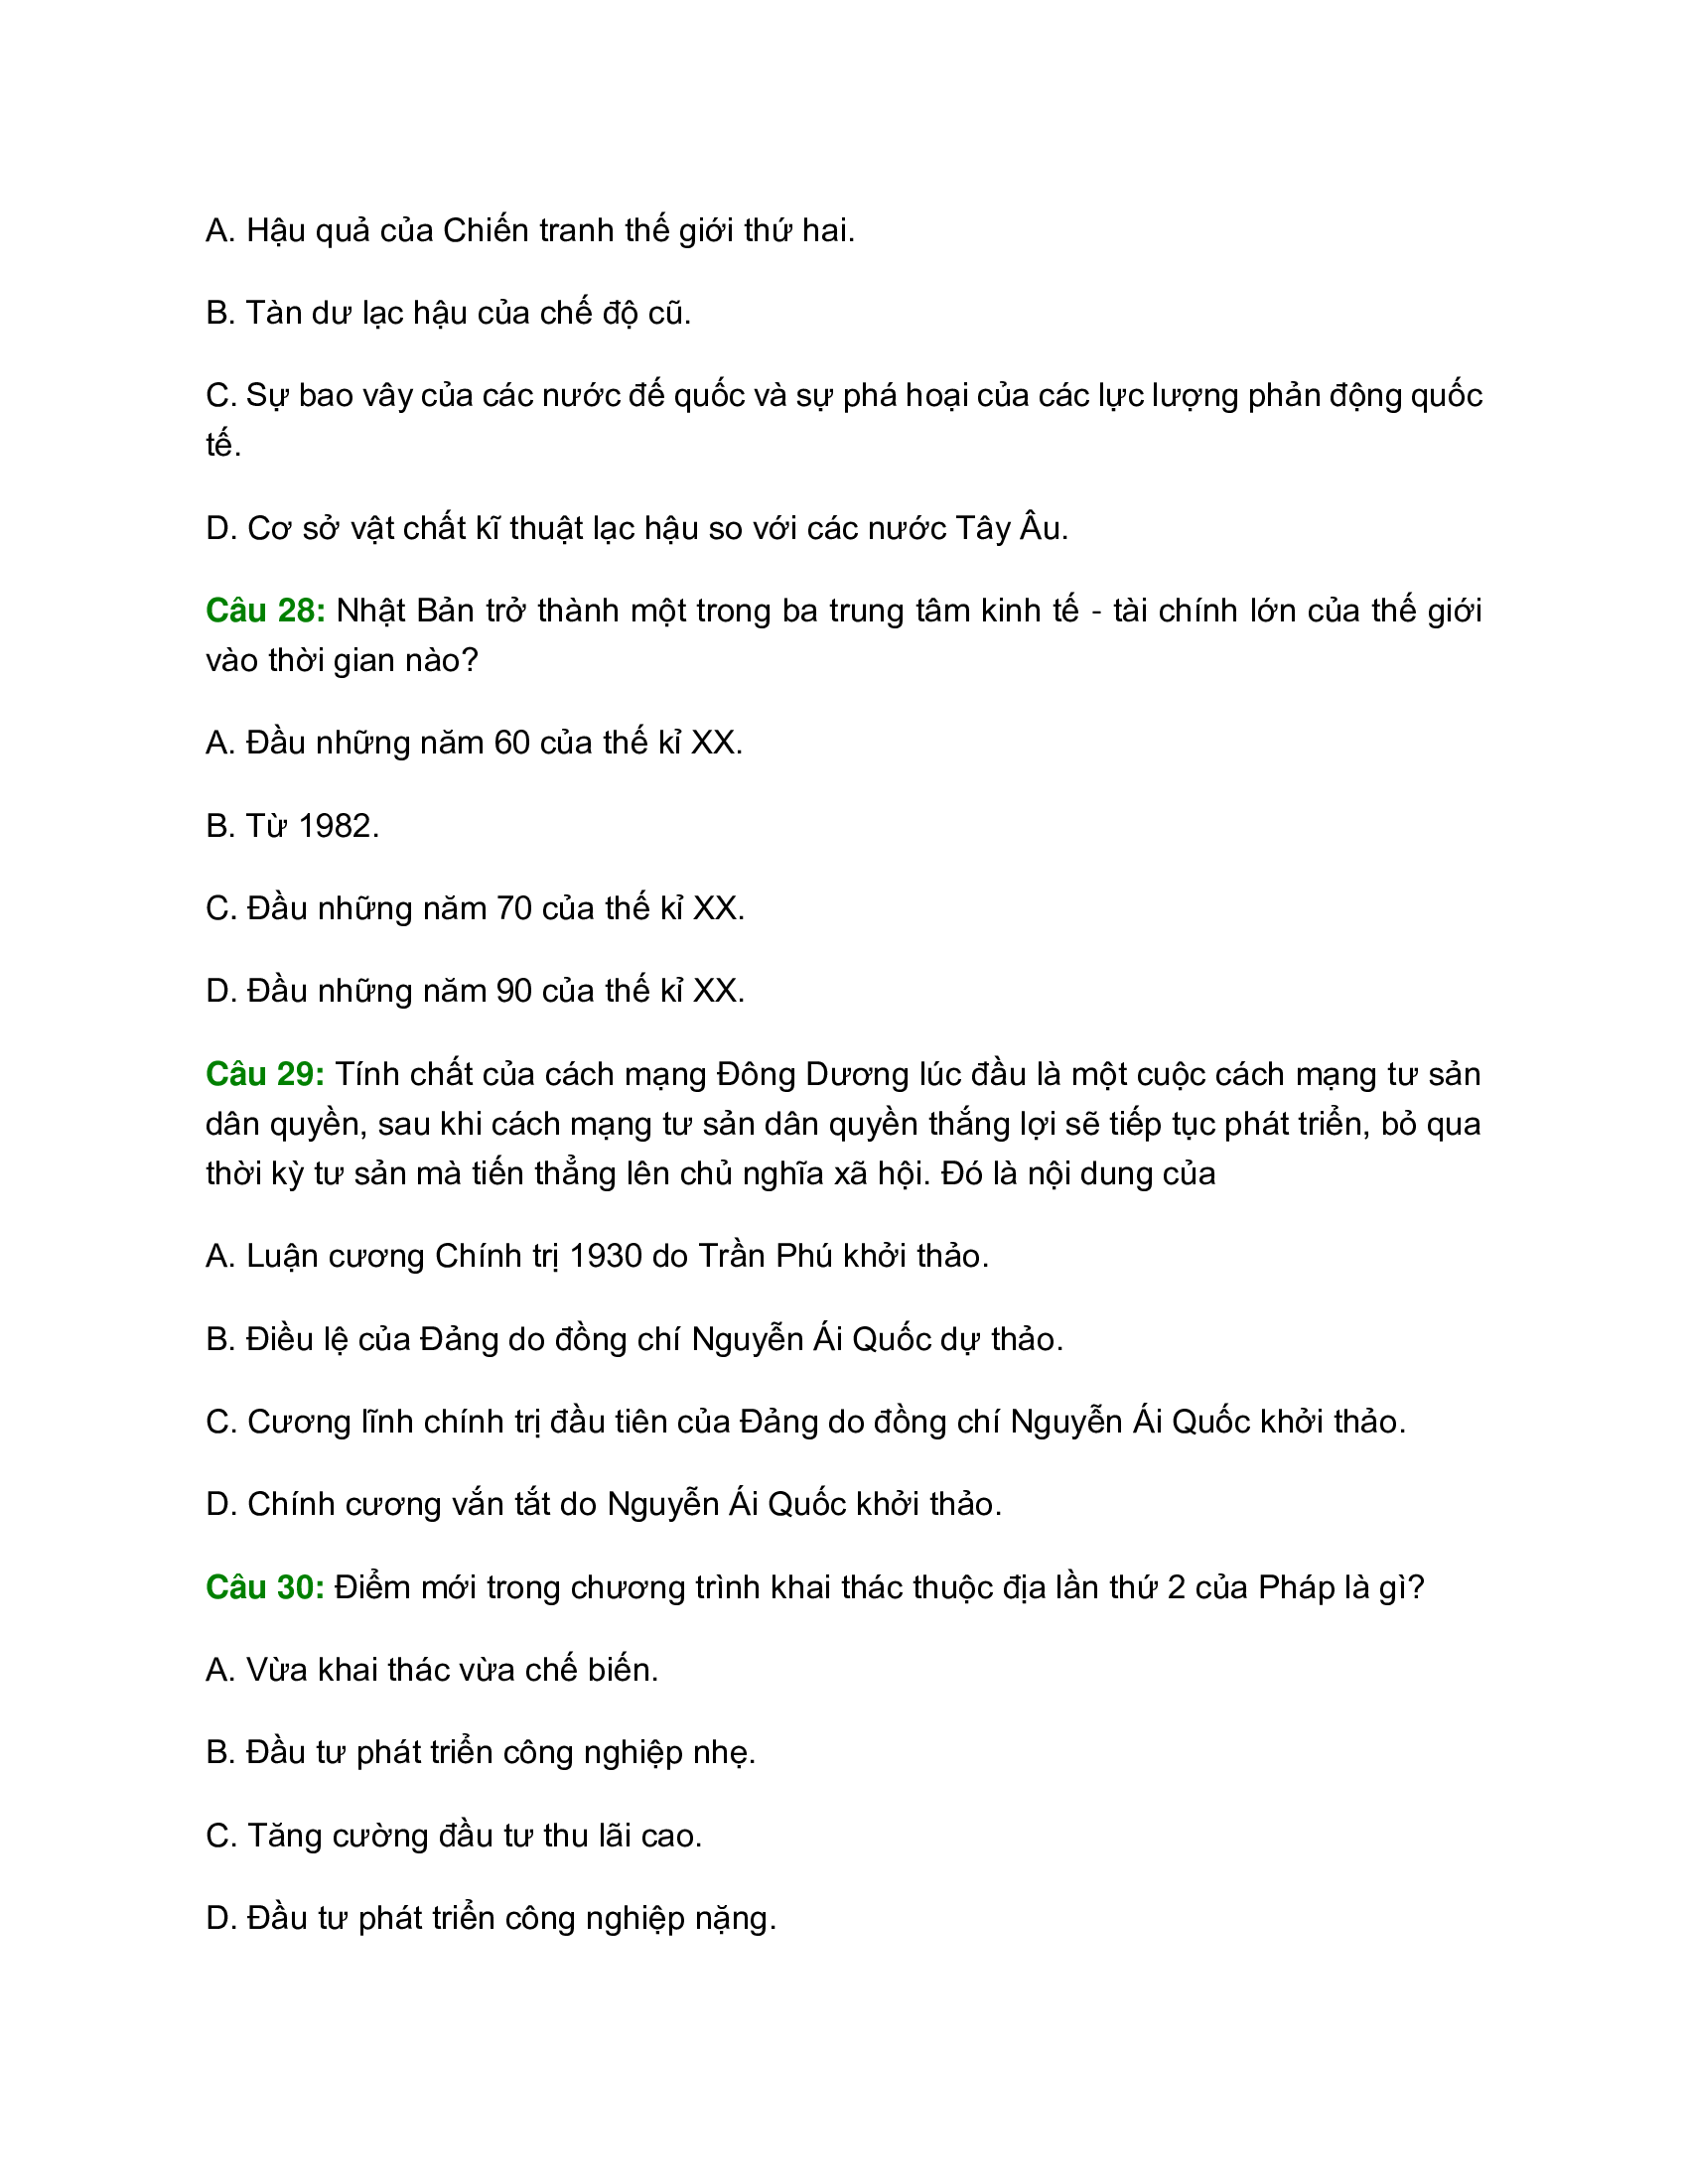 A. Hậu quả của Chiến tranh thế giới thứ hai.
B. Tàn dư lạc hậu của chế độ cũ.
C. Sự bao vây của các nước đế quốc và sự phá hoại của các lực lượng phản động quốc
tế.
D. Cơ sở vật chất kĩ thuật lạc hậu so với các nước Tây Âu.
Câu 28: Nhật Bản trở thành một trong ba trung tâm kinh tế - tài chính lớn của thế giới
vào thời gian nào?
A. Đầu những năm 60 của thế kỉ XX.
B. Từ 1982.
C. Đầu những năm 70 của thế kỉ XX.
D. Đầu những năm 90 của thế kỉ XX.
Câu 29: Tính chất của cách mạng Đông Dương lúc đầu là một cuộc cách mạng tư sản
dân quyền, sau khi cách mạng tư sản dân quyền thắng lợi sẽ tiếp tục phát triển, bỏ qua
thời kỳ tư sản mà tiến thẳng lên chủ nghĩa xã hội. Đó là nội dung của
A. Luận cương Chính trị 1930 do Trần Phú khởi thảo.
B. Điều lệ của Đảng do đồng chí Nguyễn Ái Quốc dự thảo.
C. Cương lĩnh chính trị đầu tiên của Đảng do đồng chí Nguyễn Ái Quốc khởi thảo.
D. Chính cương vắn tắt do Nguyễn Ái Quốc khởi thảo.
Câu 30: Điểm mới trong chương trình khai thác thuộc địa lần thứ 2 của Pháp là gì?
A. Vừa khai thác vừa chế biến.
B. Đầu tư phát triển công nghiệp nhẹ.
C. Tăng cường đầu tư thu lãi cao.
D. Đầu tư phát triển công nghiệp nặng.